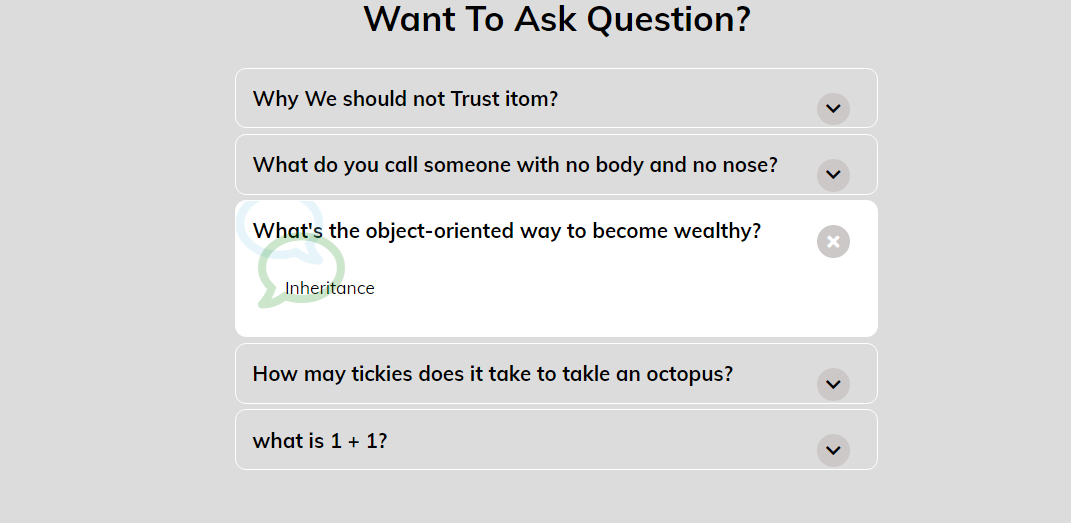 Want To Ask Question?
Why We should not Trust itom?
What do you call someone with no body and no nose?
What's the object-oriented way to become wealthy?
Inheritance
How may tickies does it take to takle an octopus?
what is 1 + 1?